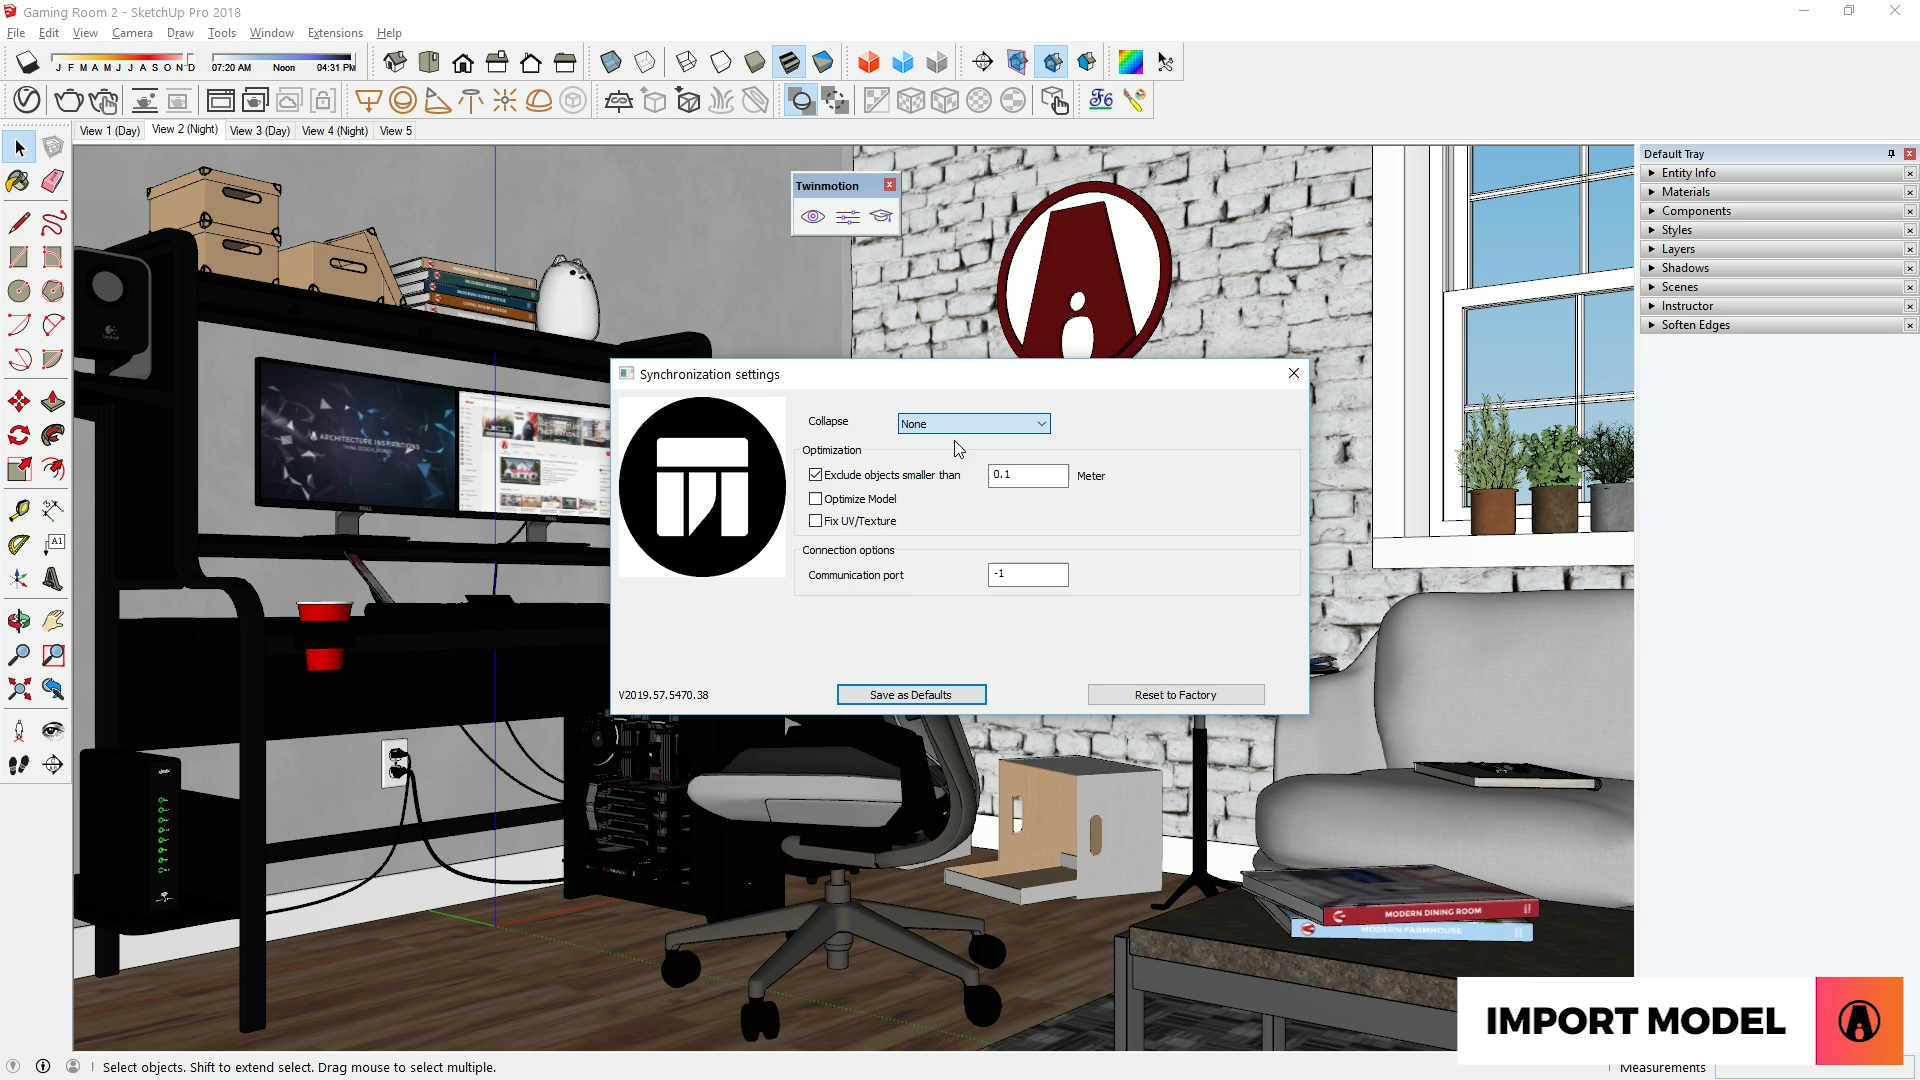 Gaming Room 2 - SketchUp Pro 2018
File Edit View Camera Draw Tools Window Extensions Help
J F M A M J J A S O N D 07:20 AM Noon 04:31 PM
View 1 (Day) View 2 (Night) View 3 (Day) View 4 (Night) View 5
Default Tray
Entity Info
Materials
Components
Styles
Layers
Shadows
Scenes
Instructor
Soften Edges
Twinmotion
Synchronization settings
Collapse None
Optimization
Exclude objects smaller than 0.1 Meter
Optimize Model
Fix UV/Texture
Connection options
Communication port -1
V2019.57.5470.38 Save as Defaults Reset to Factory
A1
ARCHITECTURE INSPIRATIONS
DELL
MODERN DINING ROOM
MODERN FARMHOUSE
IMPORT MODEL
Select objects. Shift to extend select. Drag mouse to select multiple.
Measurements